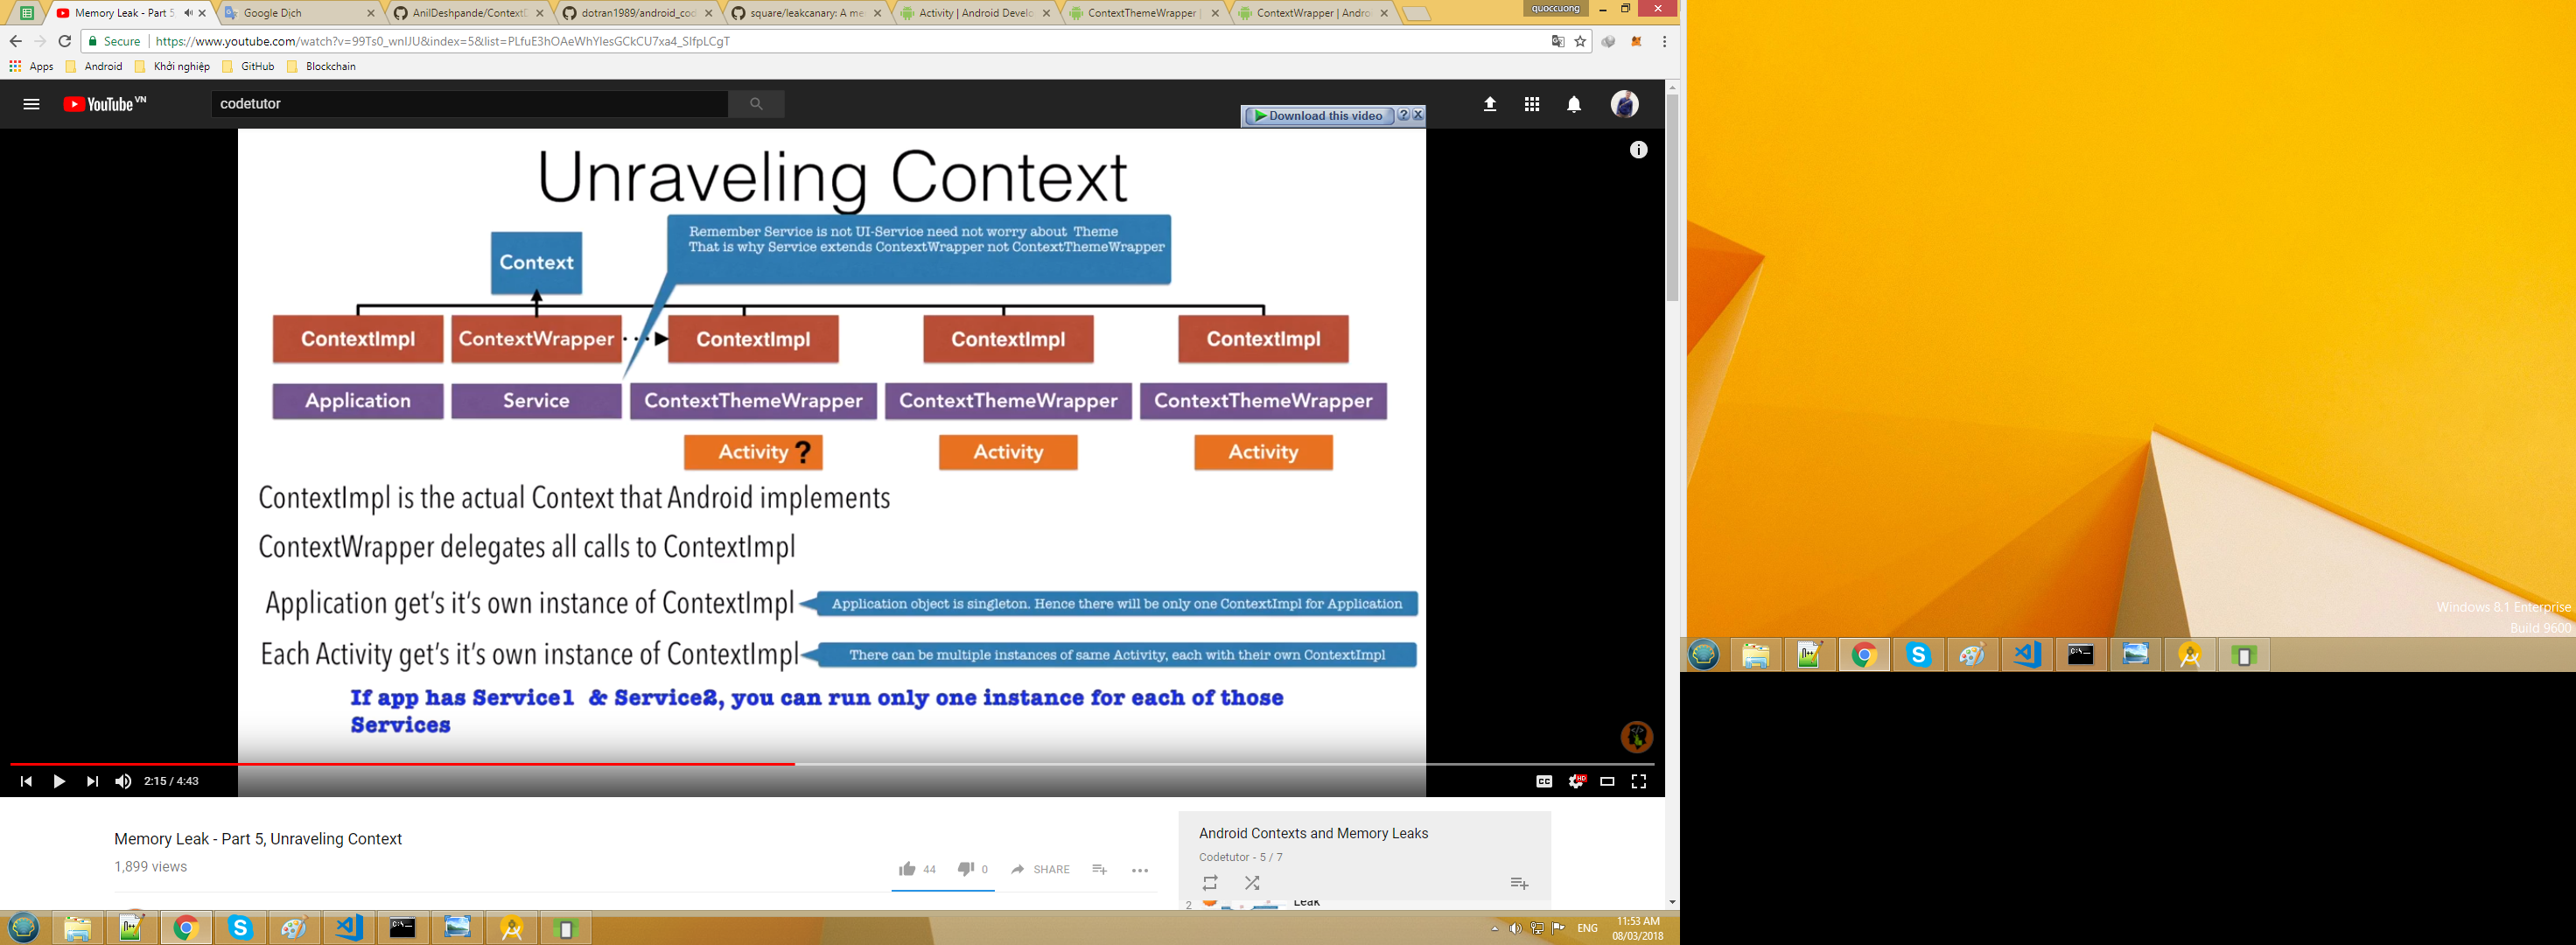 Memory Leak - Part 5
Google Dịch
AnilDeshpande/Context
dotran1989/android_cod
square/leakcanary: A me
Activity | Android Develo
ContextThemeWrapper
ContextWrapper | Andro
quoccuong
Secure
https://www.youtube.com/watch?v=99Ts0_wnIJU&index=5&list=PLfuE3hOAeWhYlesGCkCU7xa4_SIfpLCgT
Apps
Android
Khởi nghiệp
GitHub
Blockchain
YouTube VN
codetutor
Download this video
Unraveling Context
Remember Service is not UI-Service need not worry about Theme
That is why Service extends ContextWrapper not ContextThemeWrapper
Context
ContextImpl
ContextWrapper
ContextImpl
ContextImpl
ContextImpl
Application
Service
ContextThemeWrapper
ContextThemeWrapper
ContextThemeWrapper
Activity ?
Activity
Activity
ContextImpl is the actual Context that Android implements
ContextWrapper delegates all calls to ContextImpl
Application get's it's own instance of ContextImpl
Application object is singleton. Hence there will be only one ContextImpl for Application
Each Activity get's it's own instance of ContextImpl
There can be multiple instances of same Activity, each with their own ContextImpl
If app has Service1 & Service2, you can run only one instance for each of those
Services
2:15 / 4:43
CC
HD
Memory Leak - Part 5, Unraveling Context
1,899 views
44
0
SHARE
Android Contexts and Memory Leaks
Codetutor - 5 / 7
2
Leak
ENG
11:53 AM
08/03/2018
Windows 8.1 Enterprise
Build 9600